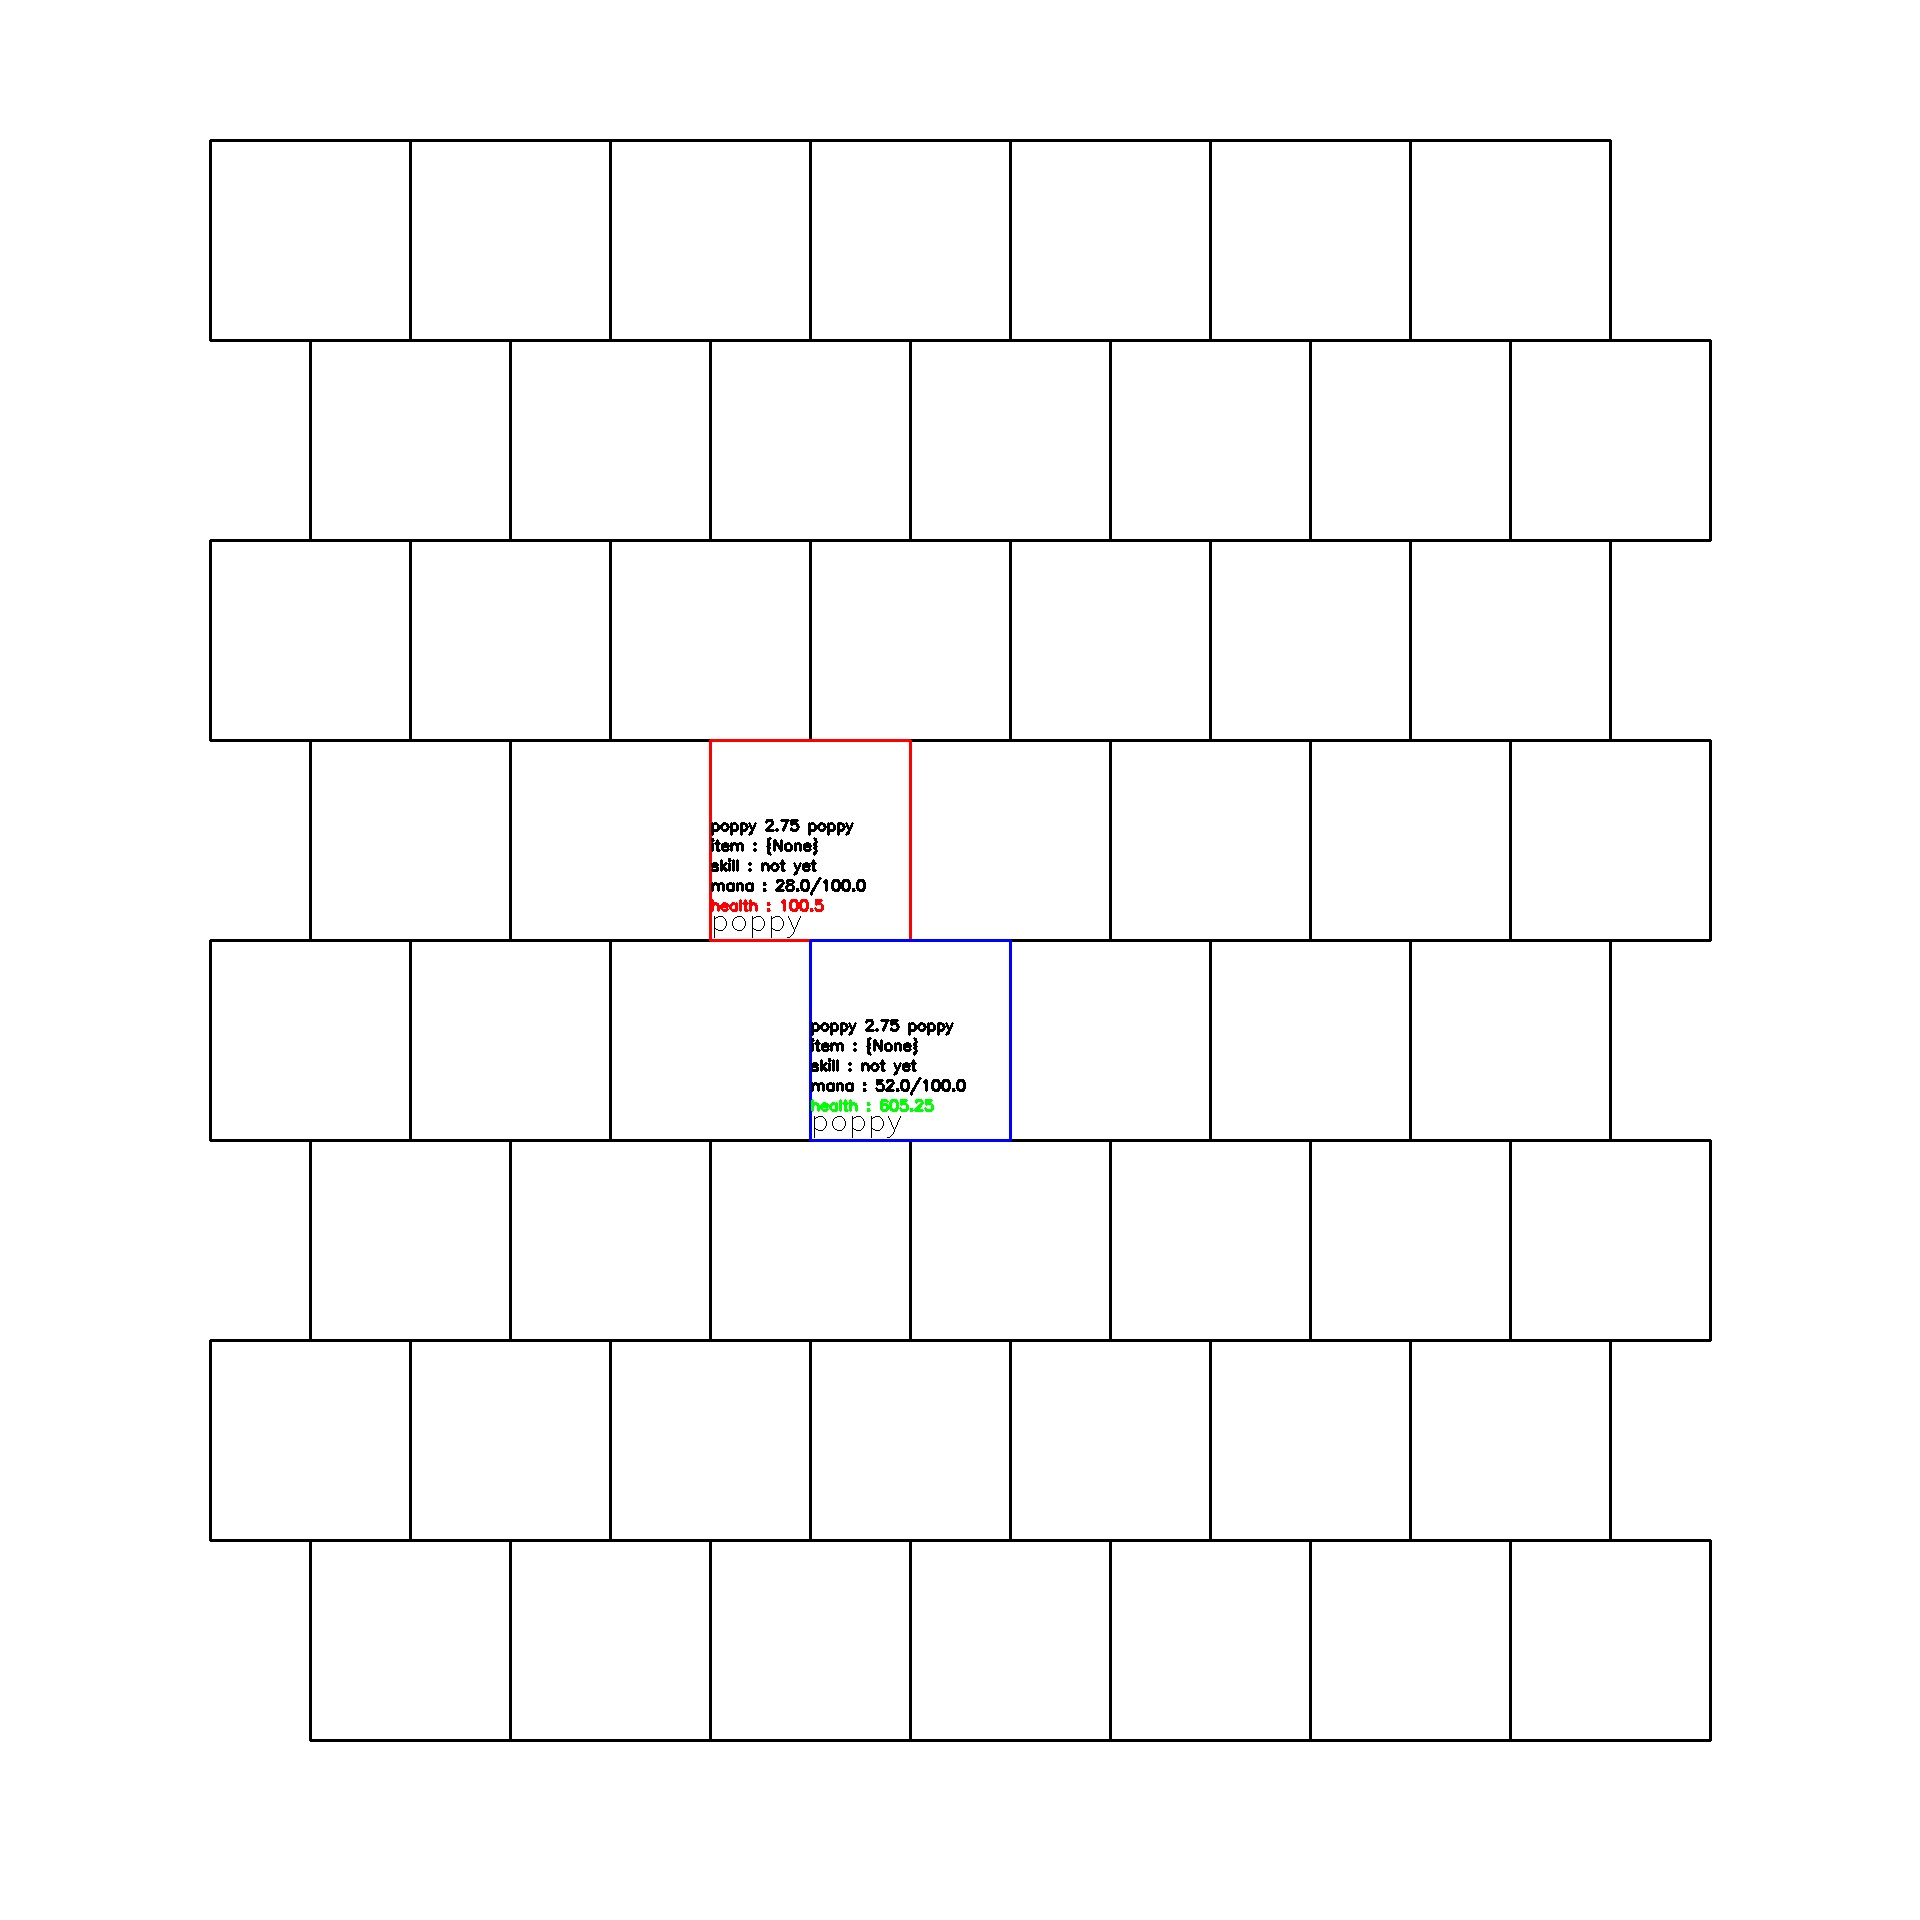 poppy 2.75 poppy
item : {None}
skill : not yet
mana : 28.0/100.0
health : 100.5
poppy
poppy 2.75 poppy
item : {None}
skill : not yet
mana : 52.0/100.0
health : 605.25
poppy